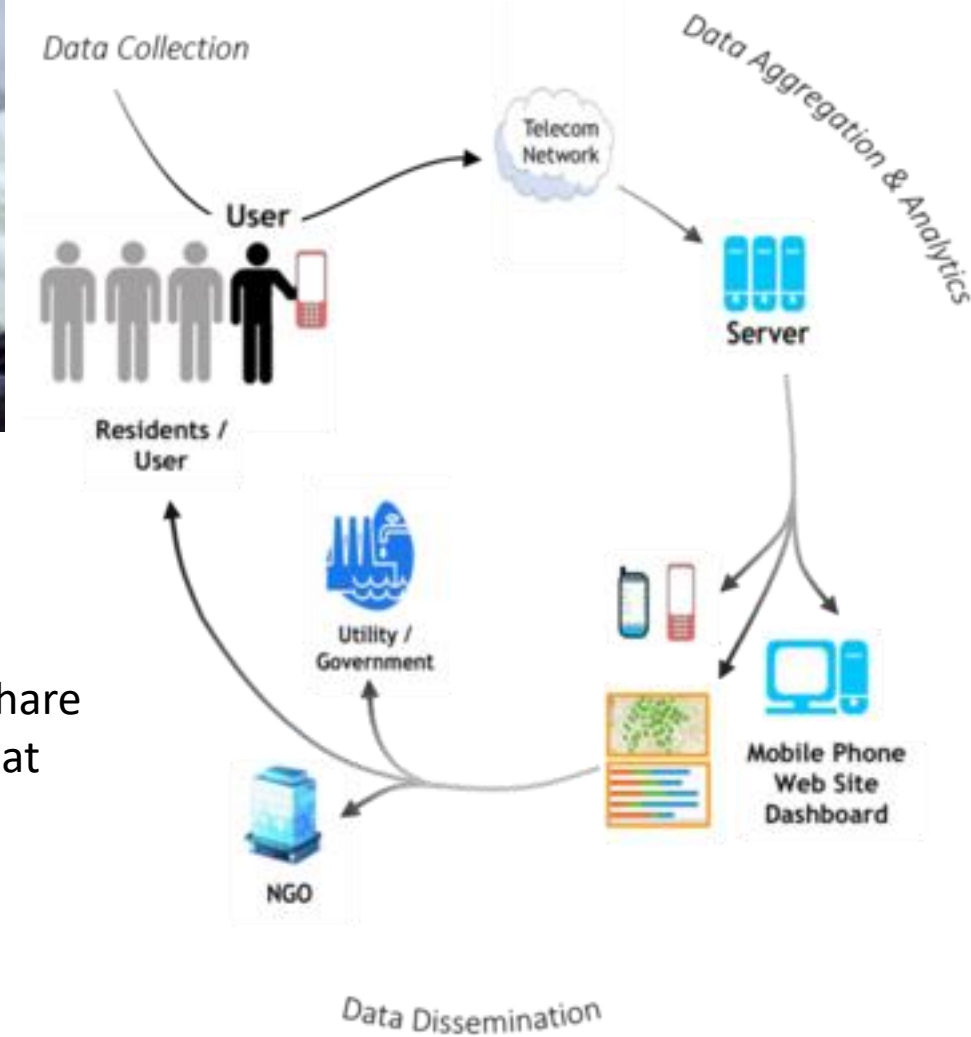 Data Collection
Data Aggregation & Analytics
Telecom
Network
User
Server
Residents /
User
Utility /
Government
hare
at
Mobile Phone
Web Site
Dashboard
NGO
Data Dissemination